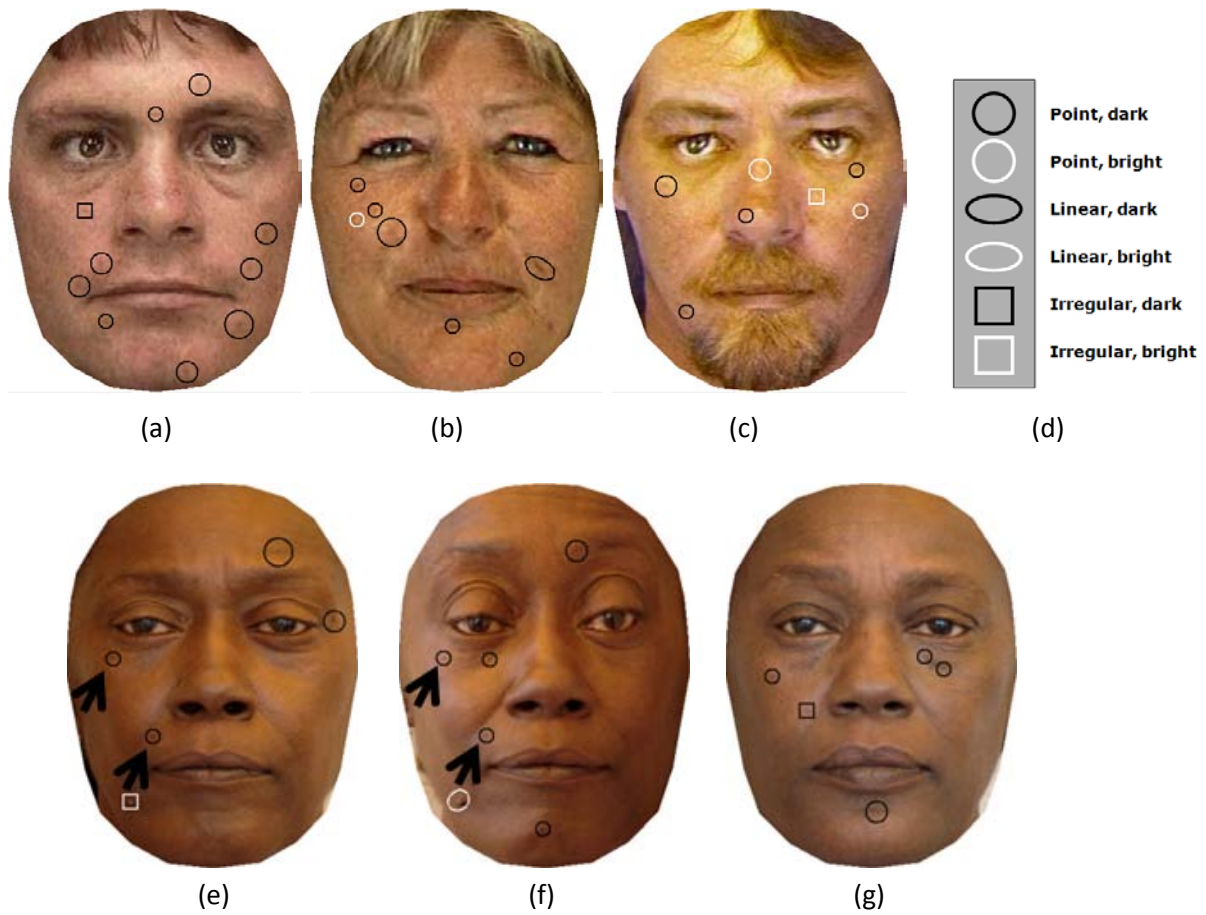 Point, dark
Point, bright
Linear, dark
Linear, bright
Irregular, dark
Irregular, bright
(a)
(b)
(c)
(d)
(e)
(f)
(g)